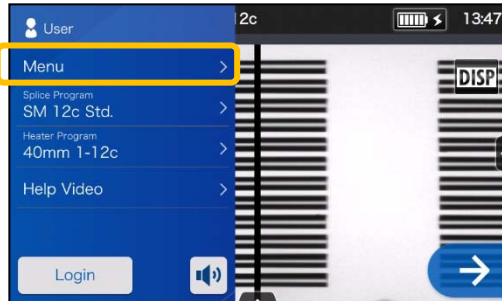 User
12c
13:47
Menu
DISP
Splice Program
SM 12c Std.
Heater Program
40mm 1-12c
Help Video
Login